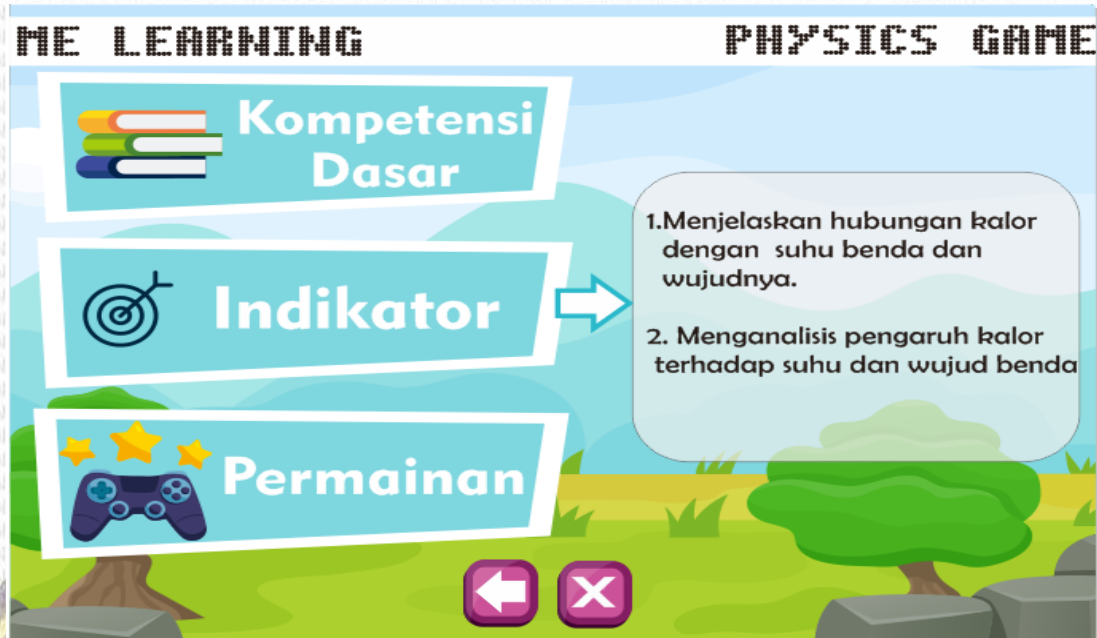 ME LEARNING PHYSICS GAME
Kompetensi
Dasar
Indikator
Permainan
1.Menjelaskan hubungan kalor
dengan suhu benda dan
wujudnya.
2. Menganalisis pengaruh kalor
terhadap suhu dan wujud benda